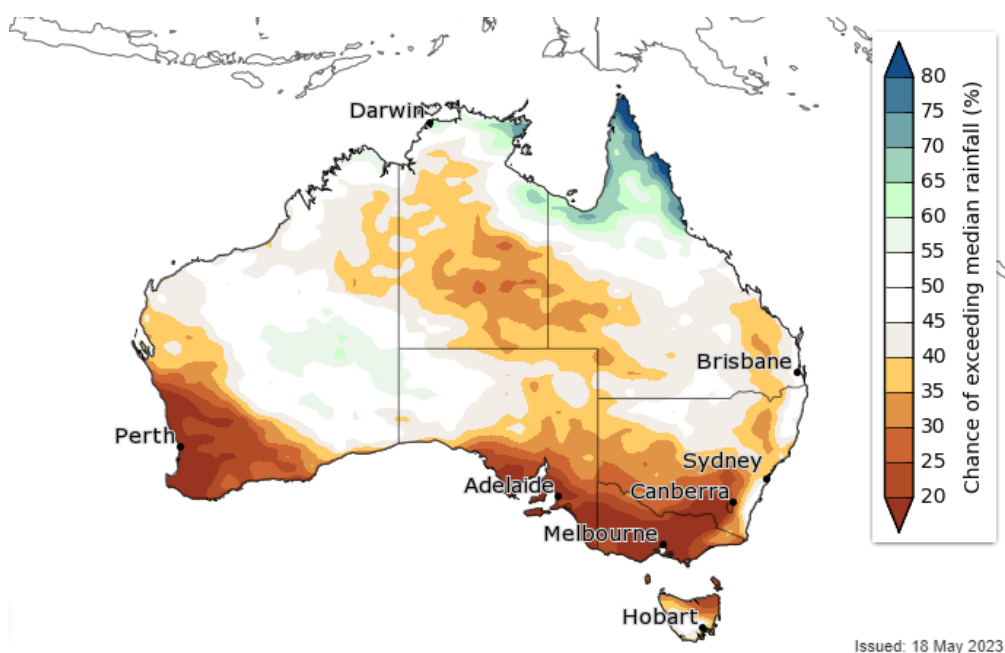 Darwin
Brisbane
Perth
Sydney
Adelaide
Canberra
Melbourne
Hobart
80
75
70
65
60
55
50
45
40
35
30
25
20
Chance of exceeding median rainfall (%)
Issued: 18 May 2023